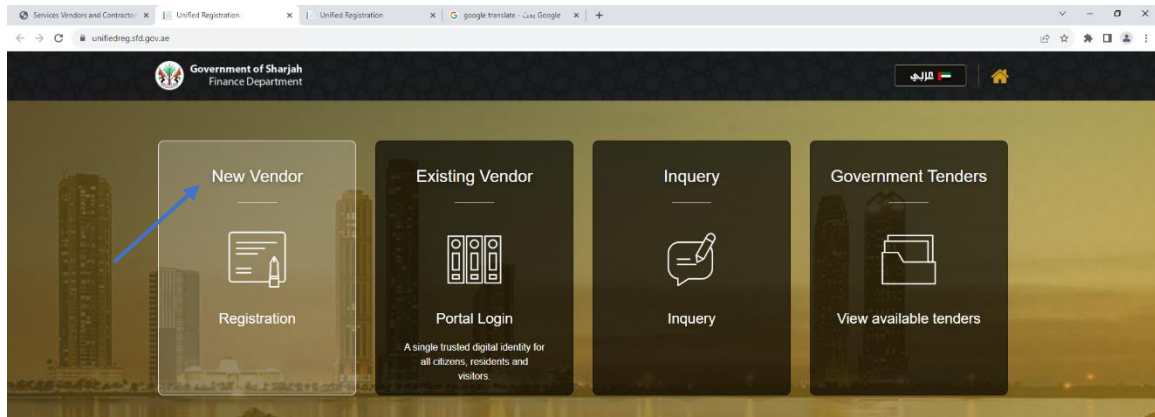 Services Vendors and Contractor
Unified Registration
Unified Registration
google translate - بحث Google
unifiedreg.sfd.gov.ae
Government of Sharjah
Finance Department
عربي
New Vendor
Registration
Existing Vendor
Portal Login
A single trusted digital identity for
all citizens, residents and
visitors.
Inquery
Inquery
Government Tenders
View available tenders